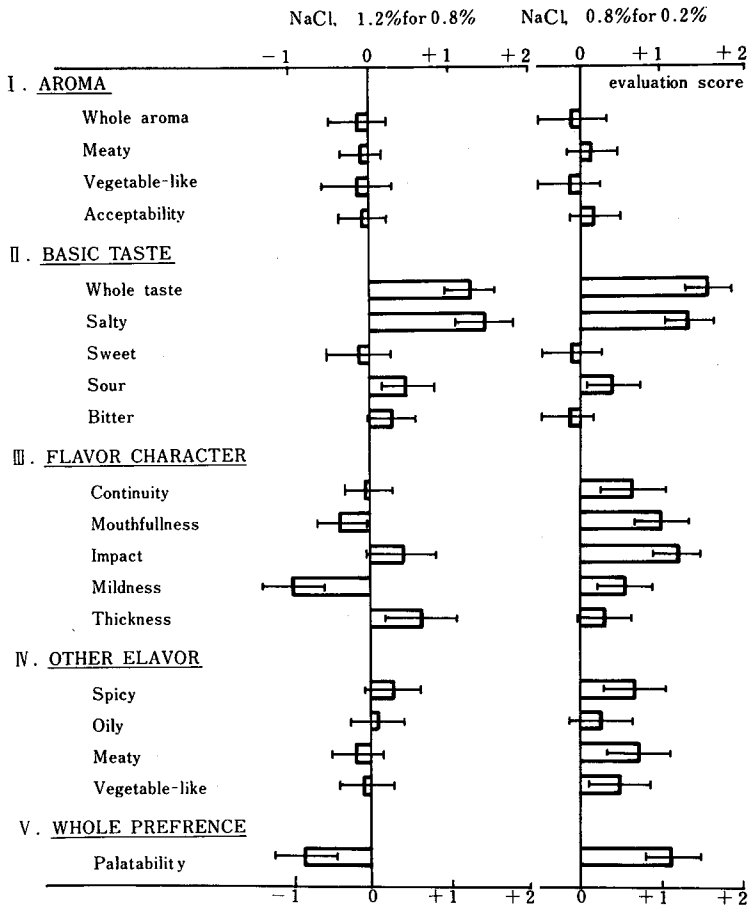 NaCl, 1.2%for 0.8% NaCl, 0.8%for 0.2%
−1 0 +1 +2 0 +1 +2
evaluation score
Ⅰ. AROMA
Whole aroma
Meaty
Vegetable-like
Acceptability
Ⅱ. BASIC TASTE
Whole taste
Salty
Sweet
Sour
Bitter
Ⅲ. FLAVOR CHARACTER
Continuity
Mouthfullness
Impact
Mildness
Thickness
Ⅳ. OTHER ELAVOR
Spicy
Oily
Meaty
Vegetable-like
Ⅴ. WHOLE PREFRENCE
Palatability
−1 0 +1 +2 0 +1 +2